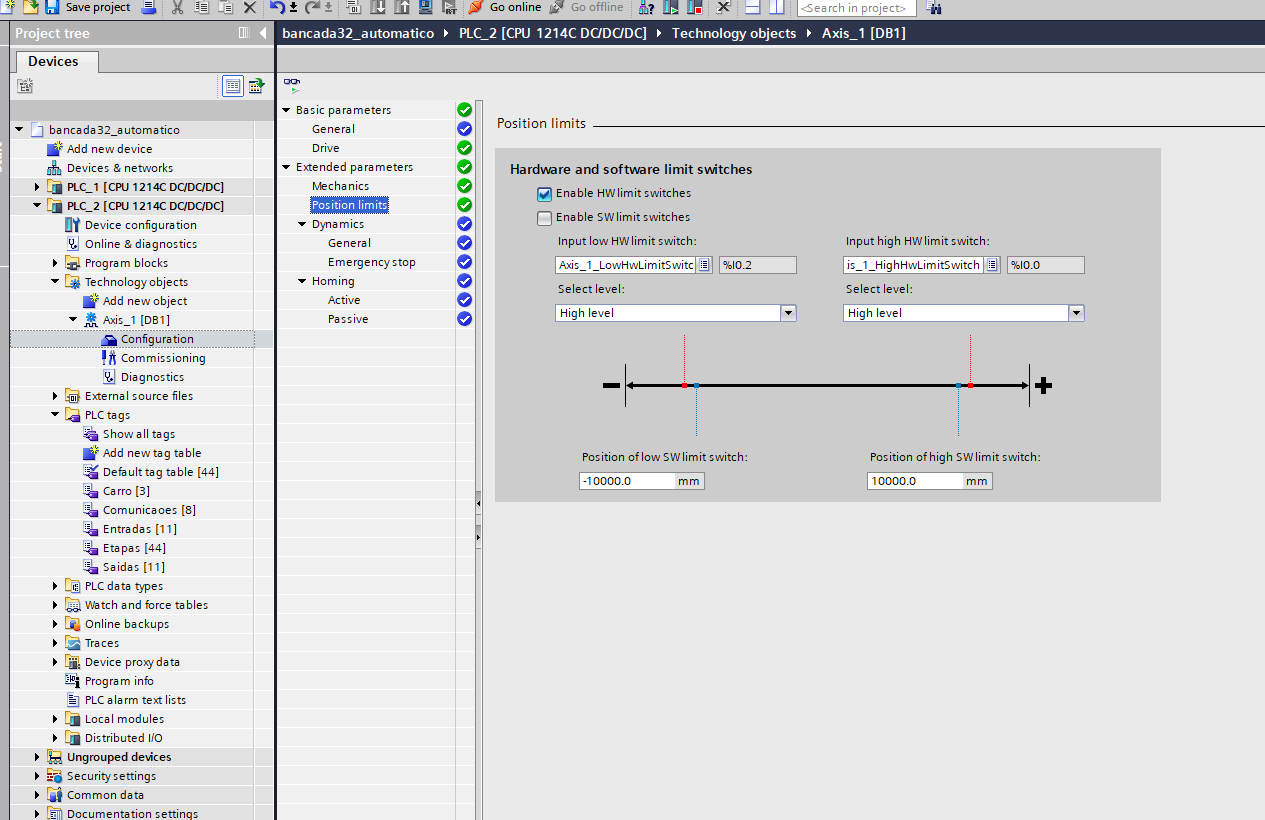 Save project
Go online
Go offline
<Search in project>
Project tree
bancada32_automatico
PLC_2 [CPU 1214C DC/DC/DC]
Technology objects
Axis_1 [DB1]
Devices
bancada32_automatico
Add new device
Devices & networks
PLC_1 [CPU 1214C DC/DC/DC]
PLC_2 [CPU 1214C DC/DC/DC]
Device configuration
Online & diagnostics
Program blocks
Technology objects
Add new object
Axis_1 [DB1]
Configuration
Commissioning
Diagnostics
External source files
PLC tags
Show all tags
Add new tag table
Default tag table [44]
Carro [3]
Comunicaoes [8]
Entradas [11]
Etapas [44]
Saidas [11]
PLC data types
Watch and force tables
Online backups
Traces
Device proxy data
Program info
PLC alarm text lists
Local modules
Distributed I/O
Ungrouped devices
Security settings
Common data
Documentation settings
Basic parameters
General
Drive
Extended parameters
Mechanics
Position limits
Dynamics
General
Emergency stop
Homing
Active
Passive
Position limits
Hardware and software limit switches
Enable HW limit switches
Enable SW limit switches
Input low HW limit switch:
Input high HW limit switch:
Axis_1_LowHwLimitSwitc
%I0.2
is_1_HighHwLimitSwitch
%I0.0
Select level:
Select level:
High level
High level
Position of low SW limit switch:
Position of high SW limit switch:
-10000.0 mm
10000.0 mm